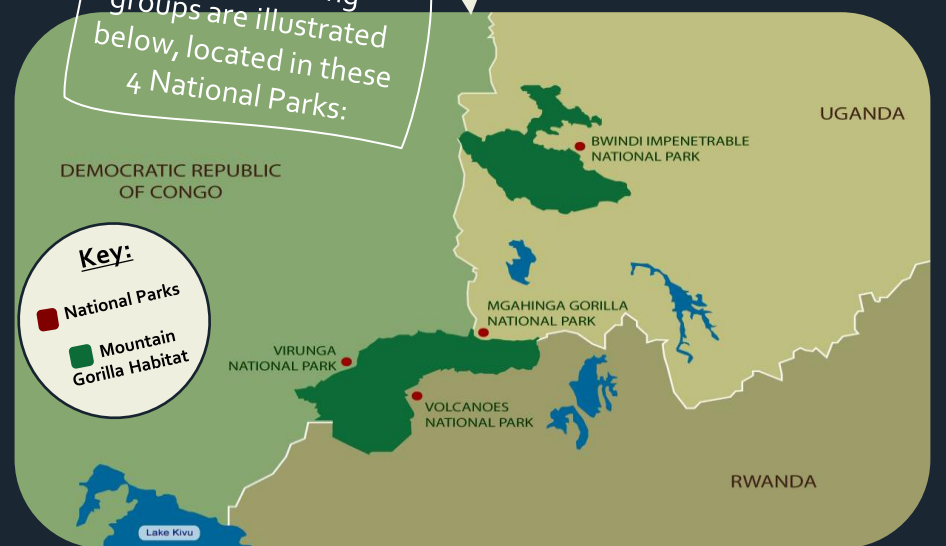 groups are illustrated
below, located in these
4 National Parks:
UGANDA
BWINDI IMPENETRABLE
NATIONAL PARK
DEMOCRATIC REPUBLIC
OF CONGO
Key:
National Parks
Mountain
Gorilla Habitat
MGAHINGA GORILLA
NATIONAL PARK
VIRUNGA
NATIONAL PARK
VOLCANOES
NATIONAL PARK
RWANDA
Lake Kivu